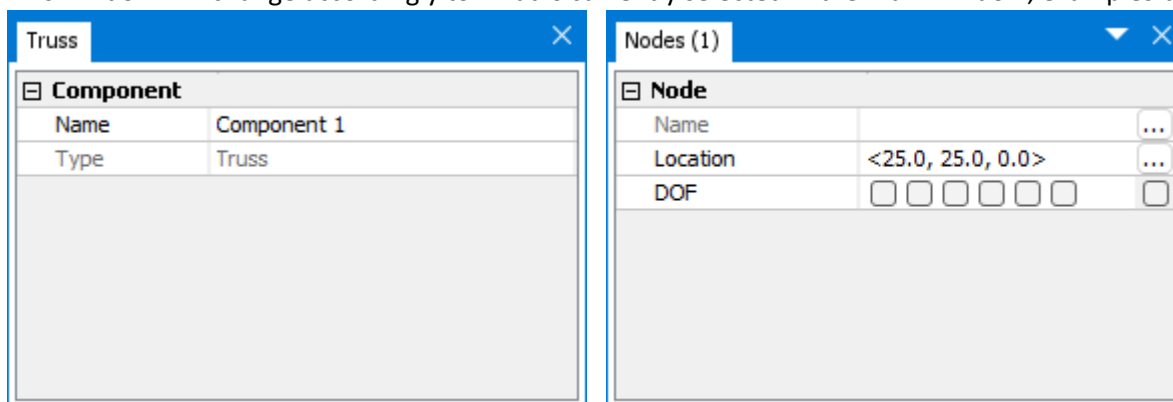 Truss
Component
Name Component 1
Type Truss
Nodes (1)
Node
Name ...
Location <25.0, 25.0, 0.0> ...
DOF